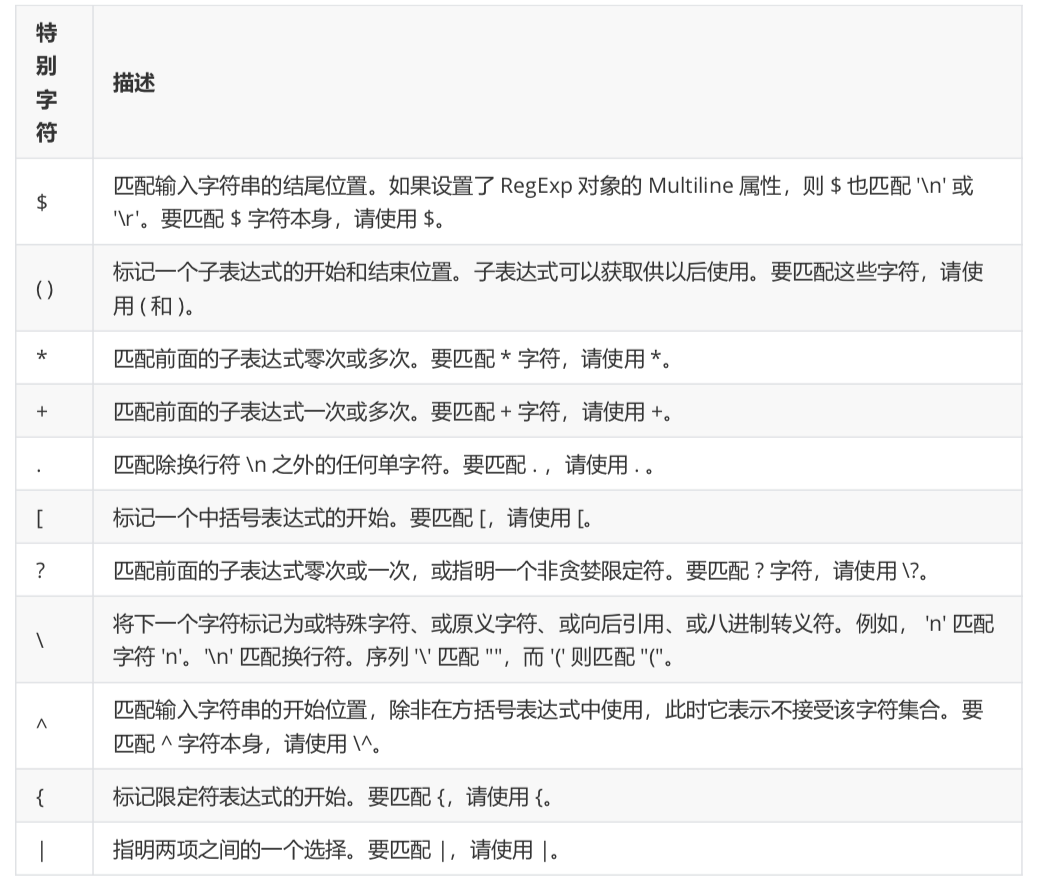 特
别
字
符
描述
$
匹配输入字符串的结尾位置。如果设置了 RegExp 对象的 Multiline 属性，则 $ 也匹配 '\n' 或
'\r'。要匹配 $ 字符本身，请使用 $。
( )
标记一个子表达式的开始和结束位置。子表达式可以获取供以后使用。要匹配这些字符，请使
用 ( 和 )。
*
匹配前面的子表达式零次或多次。要匹配 * 字符，请使用 *。
+
匹配前面的子表达式一次或多次。要匹配 + 字符，请使用 +。
.
匹配除换行符 \n 之外的任何单字符。要匹配 . ，请使用 . 。
[
标记一个中括号表达式的开始。要匹配 [，请使用 [。
?
匹配前面的子表达式零次或一次，或指明一个非贪婪限定符。要匹配 ? 字符，请使用 \?。
\
将下一个字符标记为或特殊字符、或原义字符、或向后引用、或八进制转义符。例如， 'n' 匹配
字符 'n'。'\n' 匹配换行符。序列 '\' 匹配 ""，而 '(' 则匹配 "("。
^
匹配输入字符串的开始位置，除非在方括号表达式中使用，此时它表示不接受该字符集合。要
匹配 ^ 字符本身，请使用 \^。
{
标记限定符表达式的开始。要匹配 {，请使用 {。
|
指明两项之间的一个选择。要匹配 |，请使用 |。